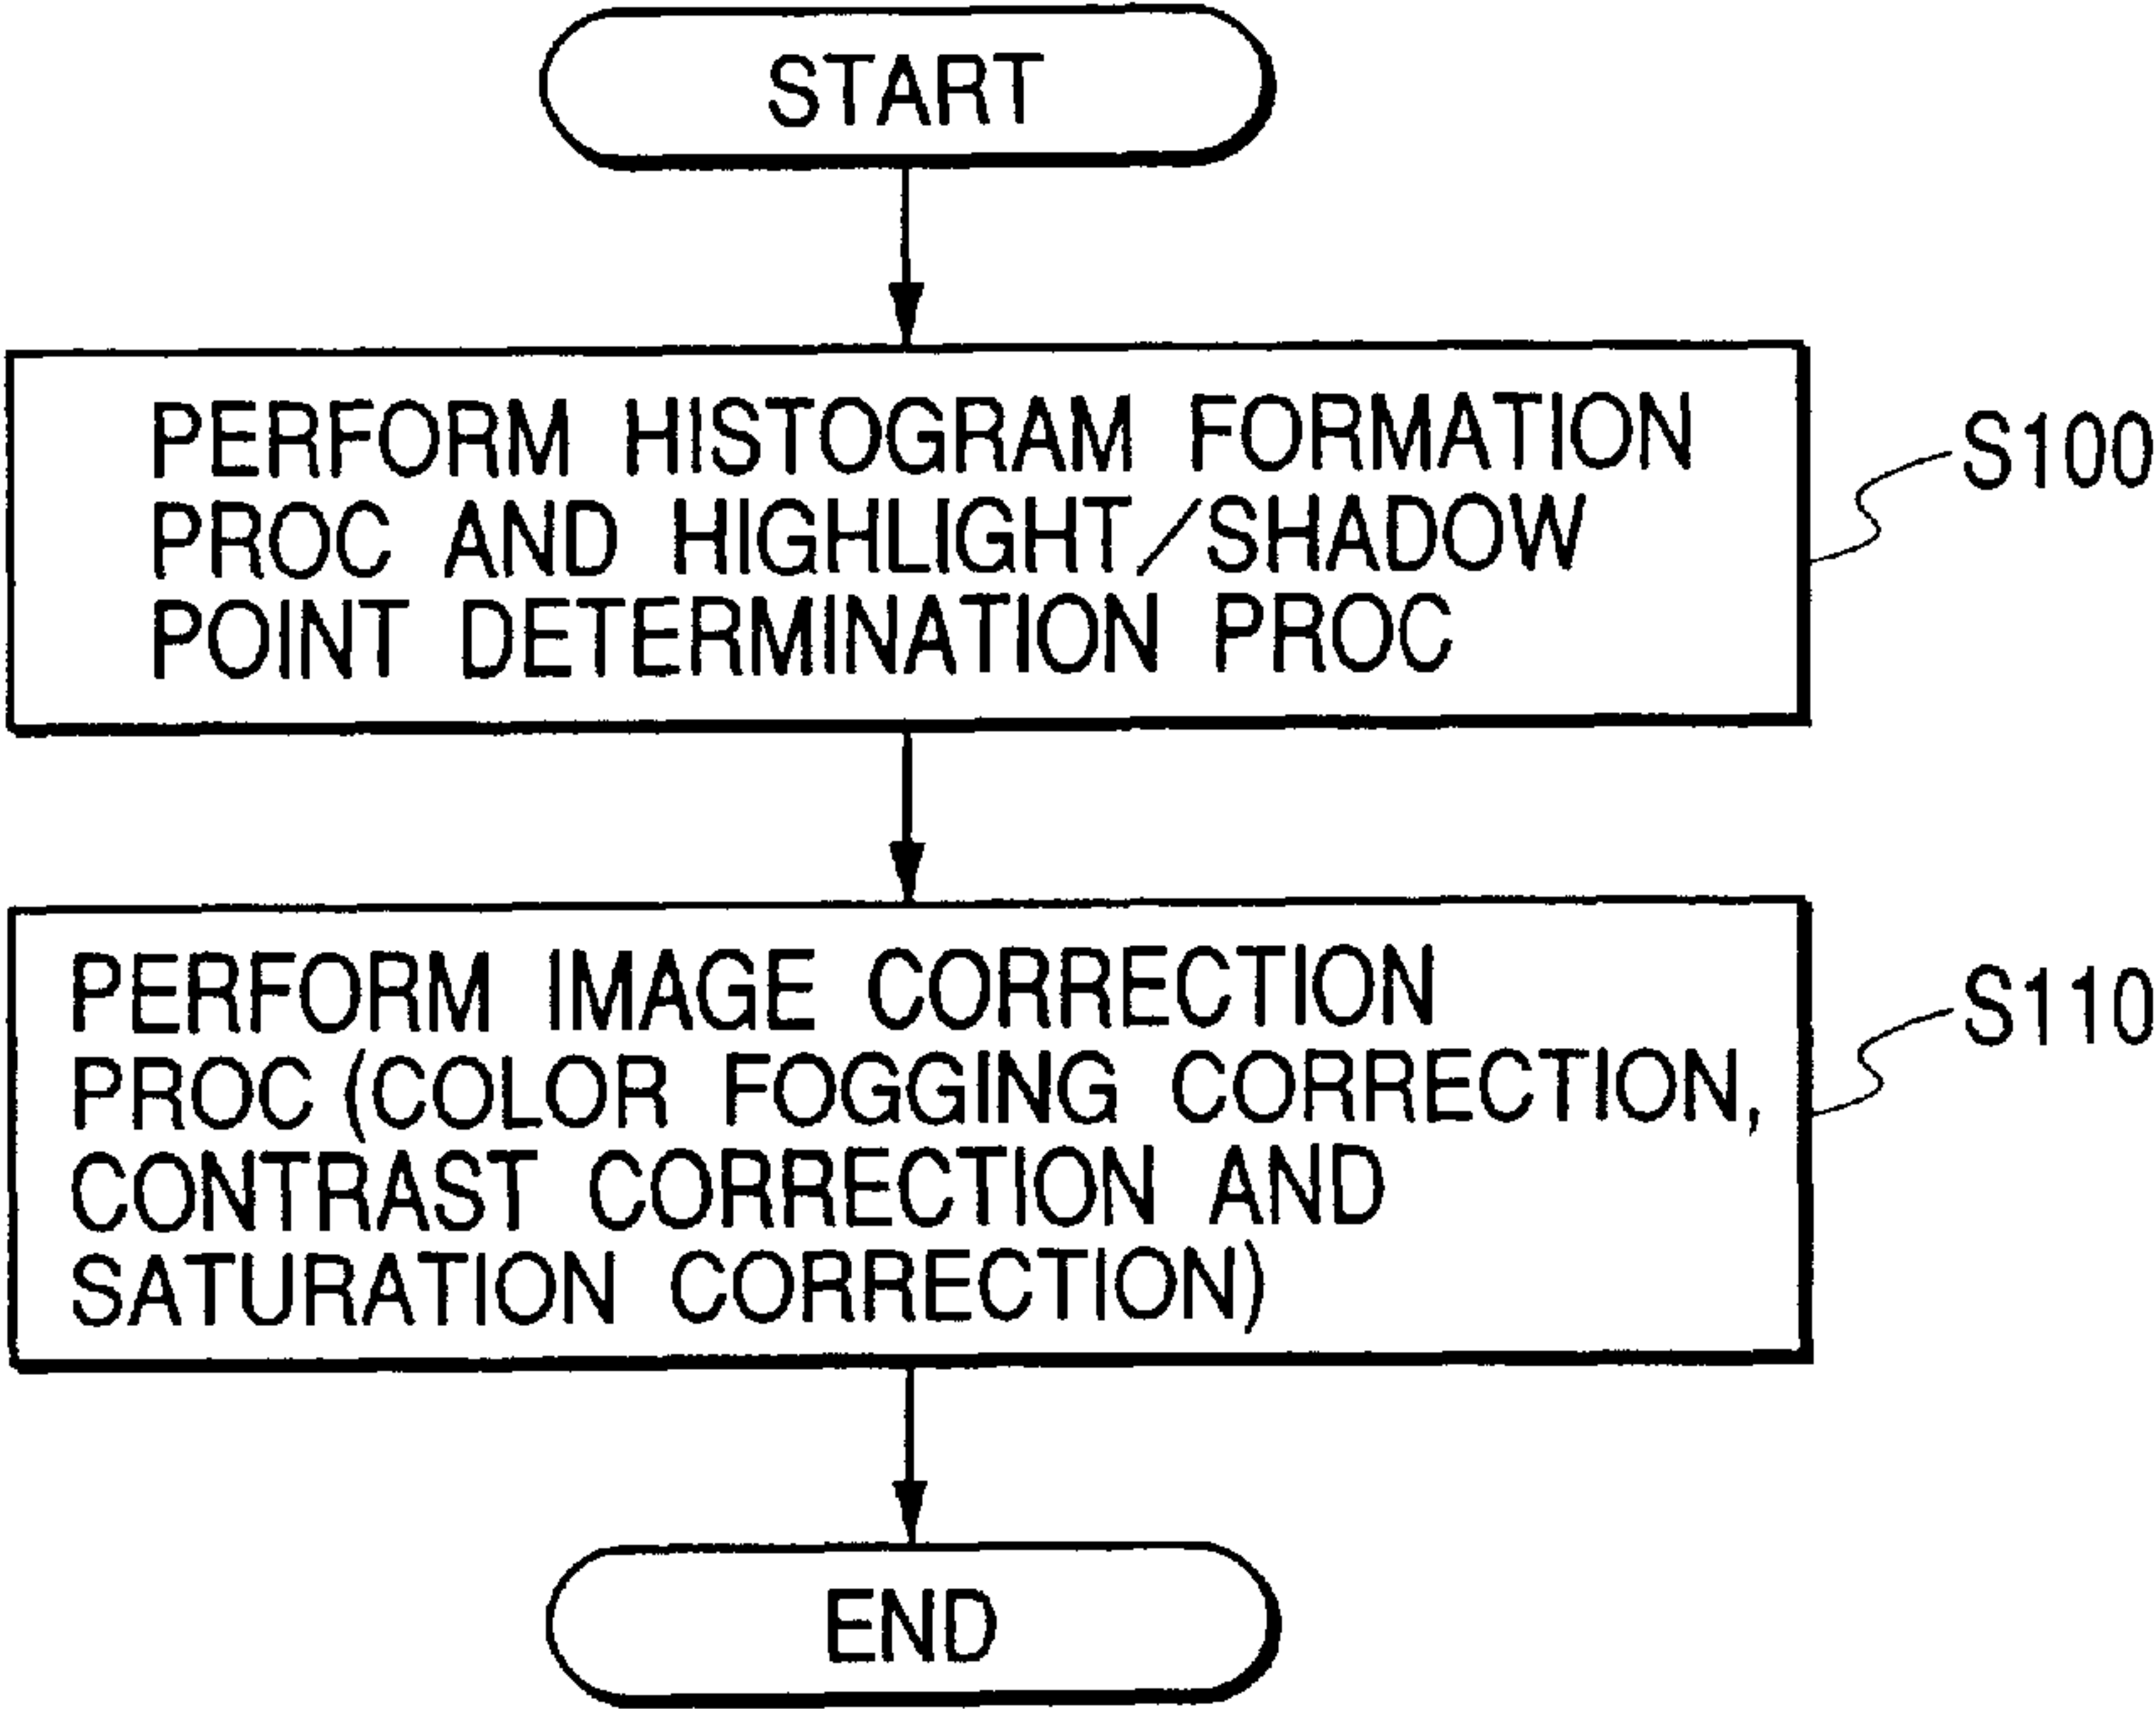 START
PERFORM HISTOGRAM FORMATION
PROC AND HIGHLIGHT/SHADOW
POINT DETERMINATION PROC
S100
PERFORM IMAGE CORRECTION
PROC (COLOR FOGGING CORRECTION,
CONTRAST CORRECTION AND
SATURATION CORRECTION)
S110
END